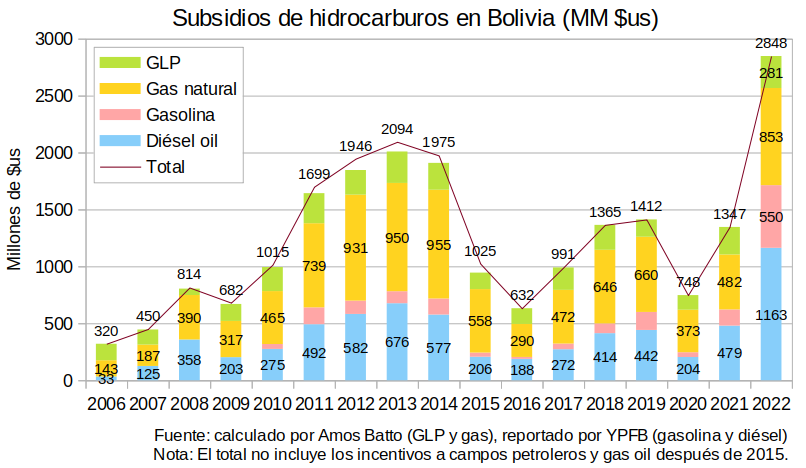 Subsidios de hidrocarburos en Bolivia (MM $us)
Millones de $us
3000
2500
2000
1500
1000
500
0
GLP
Gas natural
Gasolina
Diésel oil
Total
320 450 814 682 1015 1699 1946 2094 1975 1025 632 991 1365 1412 748 1347 2848
281
143 187 390 317 465 739 931 950 955 558 290 472 646 660 373 482 853
550
33 125 358 203 275 492 582 676 577 206 188 272 414 442 204 479 1163
2006 2007 2008 2009 2010 2011 2012 2013 2014 2015 2016 2017 2018 2019 2020 2021 2022
Fuente: calculado por Amos Batto (GLP y gas), reportado por YPFB (gasolina y diésel)
Nota: El total no incluye los incentivos a campos petroleros y gas oil después de 2015.